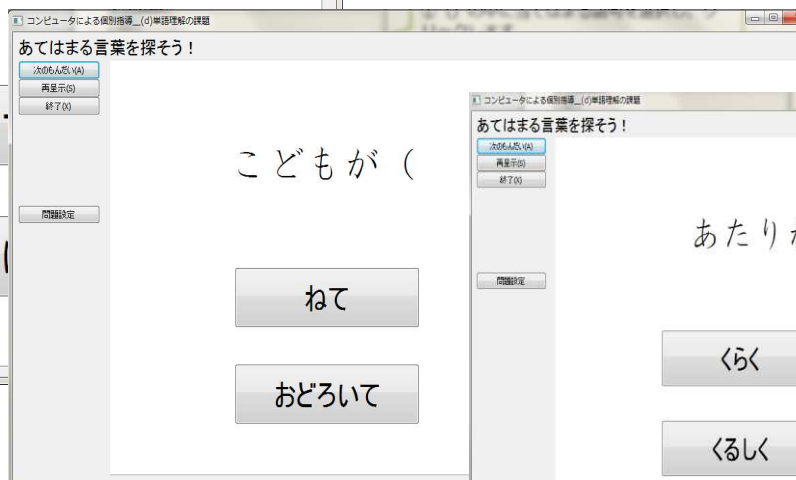 コンピュータによる個別指導__(d)単語理解の課題
あてはまる言葉を探そう！
次のもんだい(A)
再呈示(S)
終了(X)
問題設定
こどもが（
ねて
おどろいて
コンピュータによる個別指導__(d)単語理解の課題
あてはまる言葉を探そう！
次のもんだい(A)
再呈示(S)
終了(X)
問題設定
あたりが
くらく
くるしく